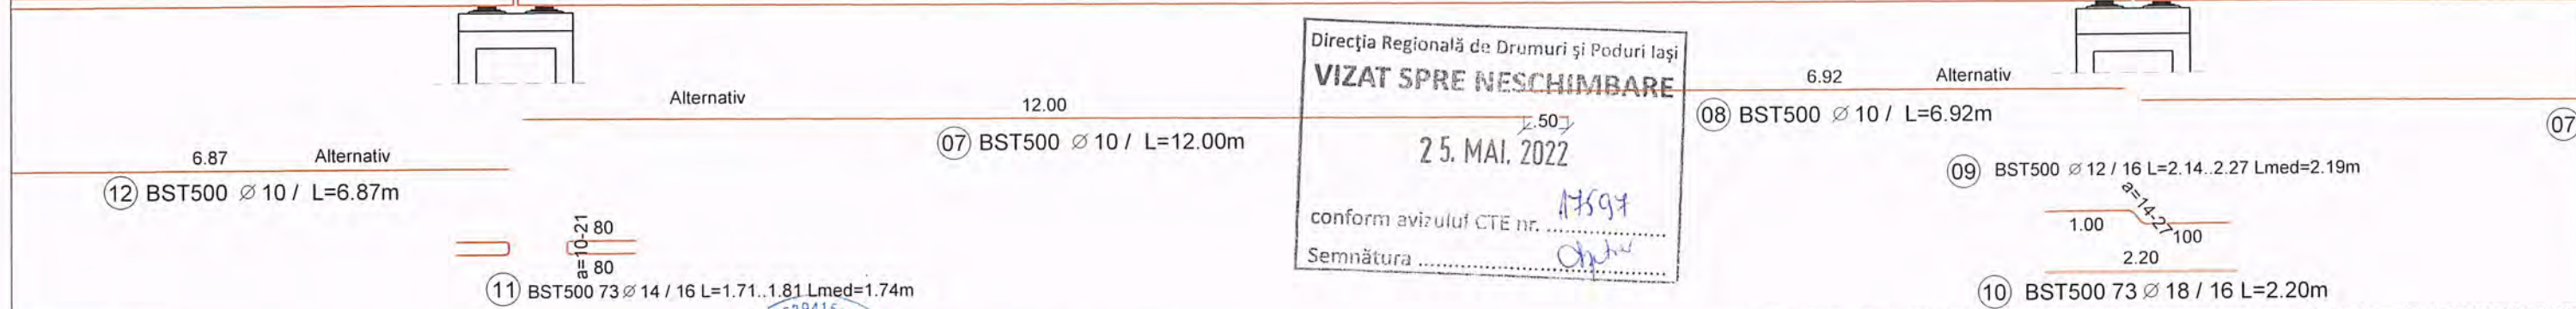 Alternativ
12.00
.50
07 BST500 ∅ 10 / L=12.00m
6.87 Alternativ
12 BST500 ∅ 10 / L=6.87m
a=10-21
80
80
11 BST500 73 ∅ 14 / 16 L=1.71..1.81 Lmed=1.74m
Direcția Regională de Drumuri și Poduri Iași
VIZAT SPRE NESCHIMBARE
25. MAI. 2022
conform avizului CTE nr. 17597
Semnătura
6.92 Alternativ
08 BST500 ∅ 10 / L=6.92m
07
09 BST500 ∅ 12 / 16 L=2.14..2.27 Lmed=2.19m
a=14-27
1.00
100
2.20
10 BST500 73 ∅ 18 / 16 L=2.20m